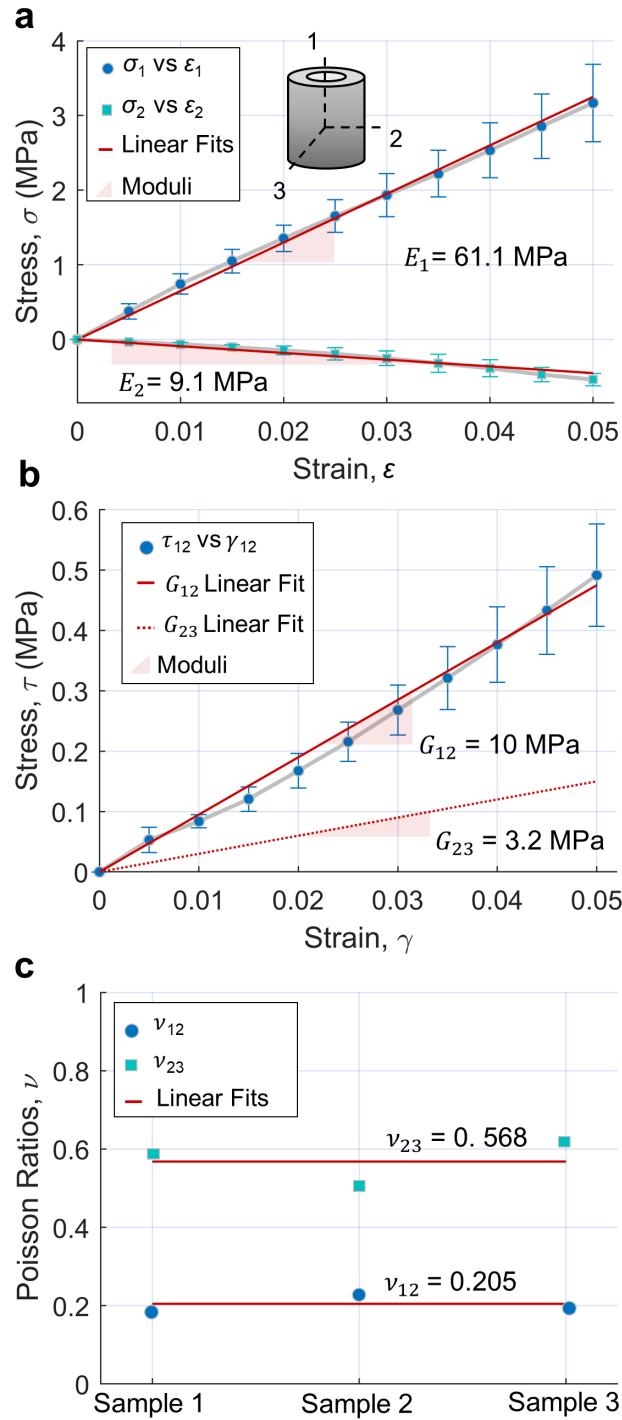 a
4
3
2
1
0
Stress, σ (MPa)
σ₁ vs ε₁
σ₂ vs ε₂
Linear Fits
Moduli
1
2
3
E₁ = 61.1 MPa
E₂ = 9.1 MPa
0 0.01 0.02 0.03 0.04 0.05
Strain, ε
b
0.6
0.5
0.4
0.3
0.2
0.1
0
Stress, τ (MPa)
τ₁₂ vs γ₁₂
G₁₂ Linear Fit
G₂₃ Linear Fit
Moduli
G₁₂ = 10 MPa
G₂₃ = 3.2 MPa
0 0.01 0.02 0.03 0.04 0.05
Strain, γ
c
1
0.8
0.6
0.4
0.2
0
Poisson Ratios, ν
ν₁₂
ν₂₃
Linear Fits
ν₂₃ = 0. 568
ν₁₂ = 0.205
Sample 1 Sample 2 Sample 3